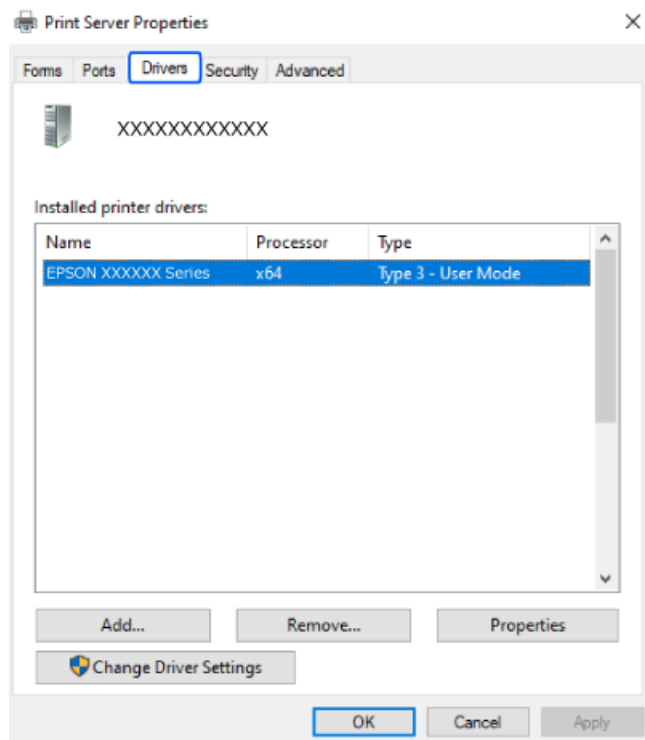 Print Server Properties
Forms Ports Drivers Security Advanced
XXXXXXXXXXXX
Installed printer drivers:
Name Processor Type
EPSON XXXXXX Series x64 Type 3 - User Mode
Add... Remove... Properties
Change Driver Settings
OK Cancel Apply